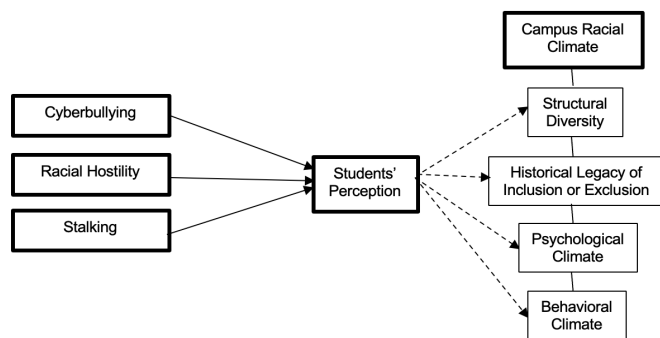 Campus Racial
Climate
Cyberbullying
Structural
Diversity
Racial Hostility
Students'
Perception
Historical Legacy of
Inclusion or Exclusion
Stalking
Psychological
Climate
Behavioral
Climate